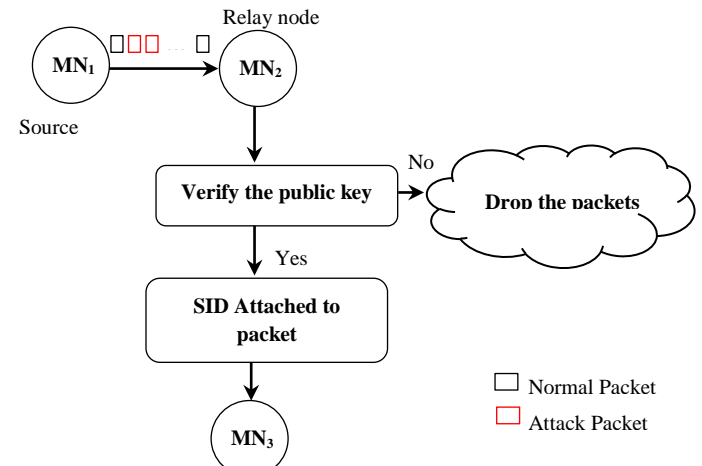 Relay node
MN₁
MN₂
Source
No
Verify the public key
Drop the packets
Yes
SID Attached to
packet
Normal Packet
Attack Packet
MN₃